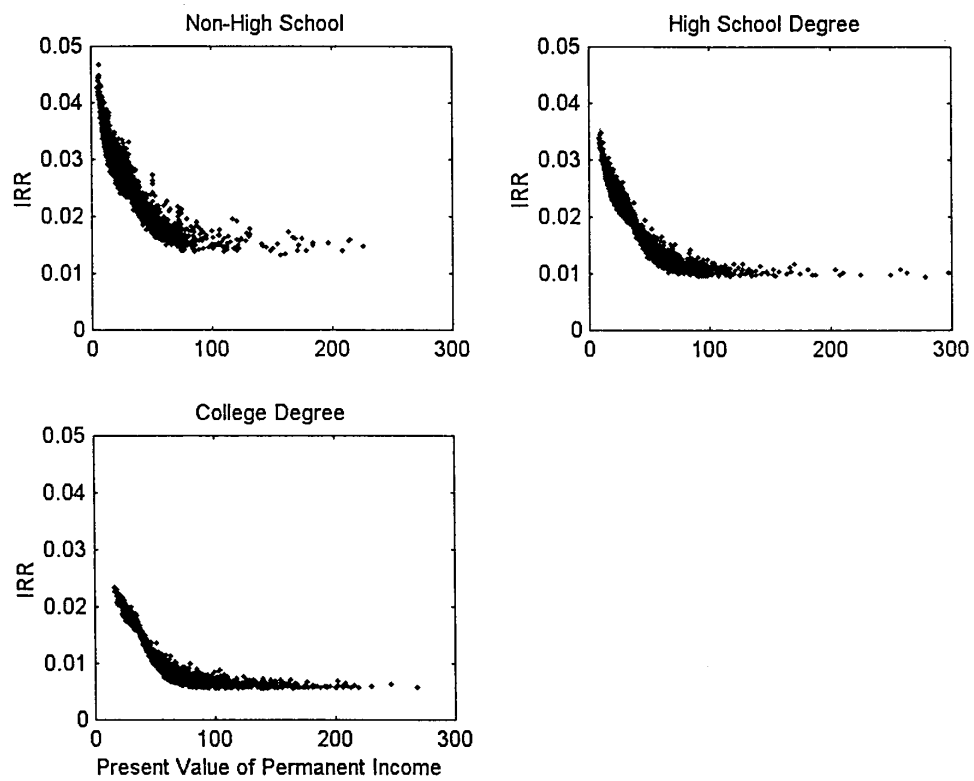 Non-High School
0.05
0.04
0.03
0.02
0.01
0
IRR
0 100 200 300
High School Degree
0.05
0.04
0.03
0.02
0.01
0
IRR
0 100 200 300
College Degree
0.05
0.04
0.03
0.02
0.01
0
IRR
0 100 200 300
Present Value of Permanent Income